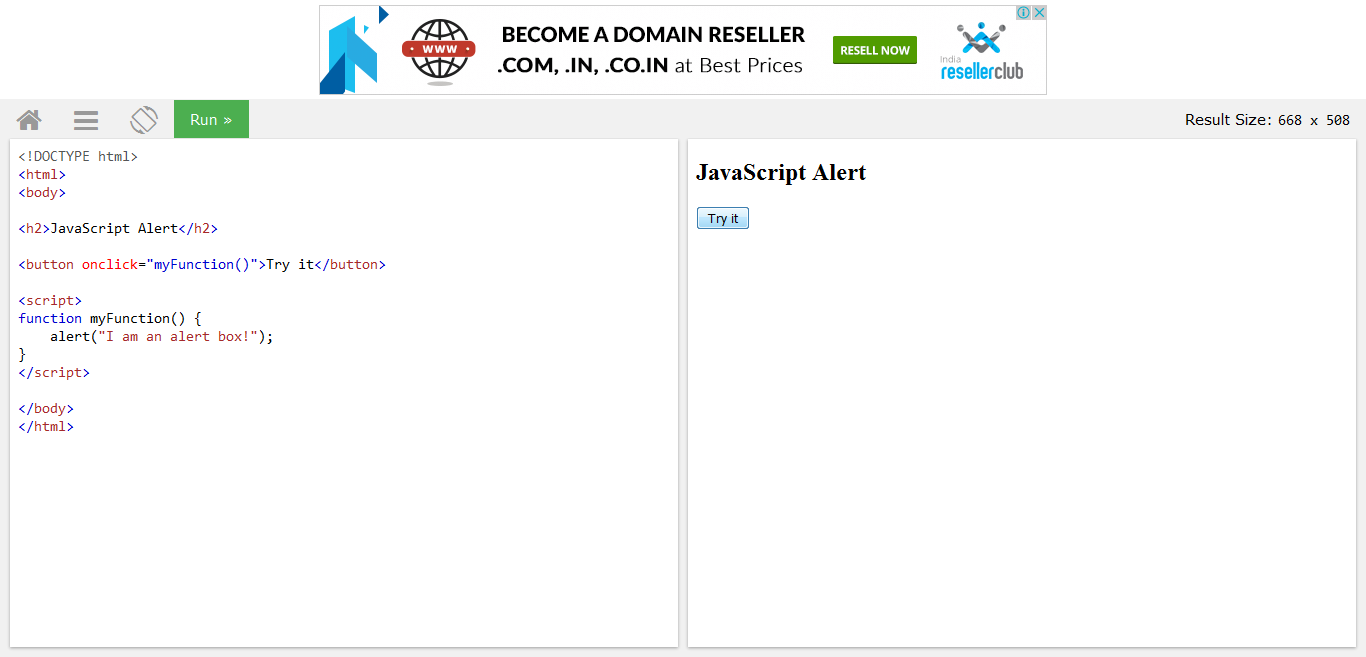 BECOME A DOMAIN RESELLER
.COM, .IN, .CO.IN at Best Prices
WWW
RESELL NOW
India
resellerclub
Run »
Result Size: 668 x 508
<!DOCTYPE html>
<html>
<body>
<h2>JavaScript Alert</h2>
<button onclick="myFunction()">Try it</button>
<script>
function myFunction() {
    alert("I am an alert box!");
}
</script>
</body>
</html>
JavaScript Alert
Try it